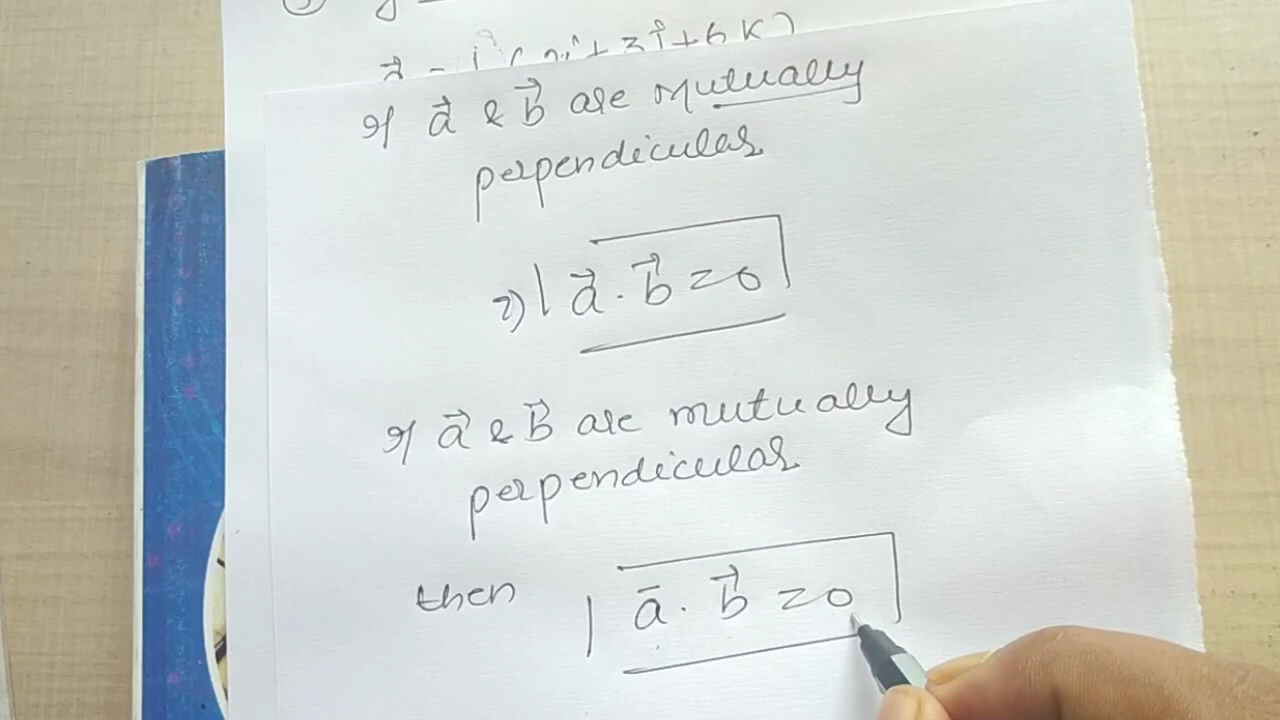 If a⃗ & b⃗ are mutually
perpendicular
⇒ a⃗ . b⃗ = 0
If a⃗ & b⃗ are mutually
perpendicular
then a̅ . b⃗ = 0